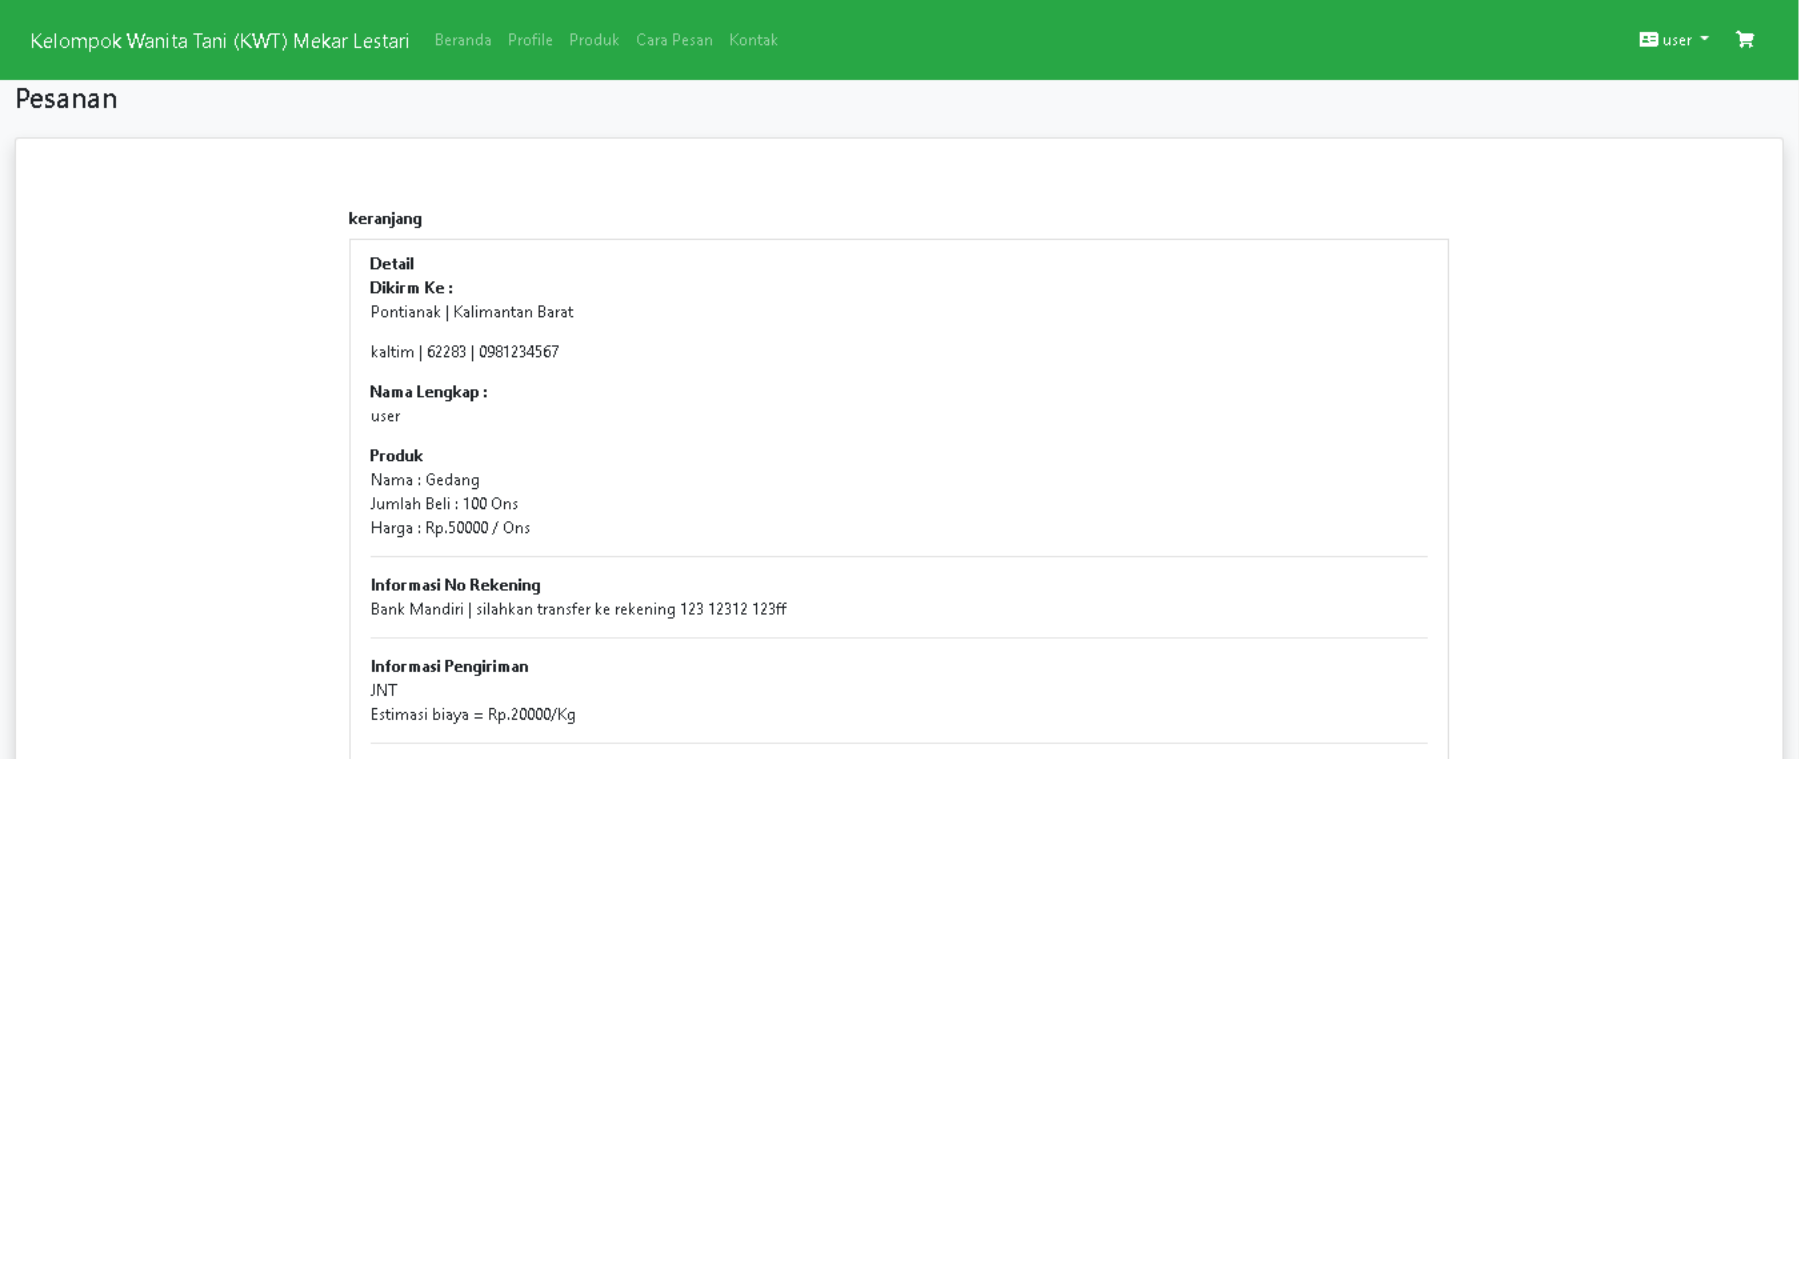 Kelompok Wanita Tani (KWT) Mekar Lestari Beranda Profile Produk Cara Pesan Kontak user
Pesanan
keranjang
Detail
Dikirm Ke :
Pontianak | Kalimantan Barat
kaltim | 62283 | 0981234567
Nama Lengkap :
user
Produk
Nama : Gedang
Jumlah Beli : 100 Ons
Harga : Rp.50000 / Ons
Informasi No Rekening
Bank Mandiri | silahkan transfer ke rekening 123 12312 123ff
Informasi Pengiriman
JNT
Estimasi biaya = Rp.20000/Kg